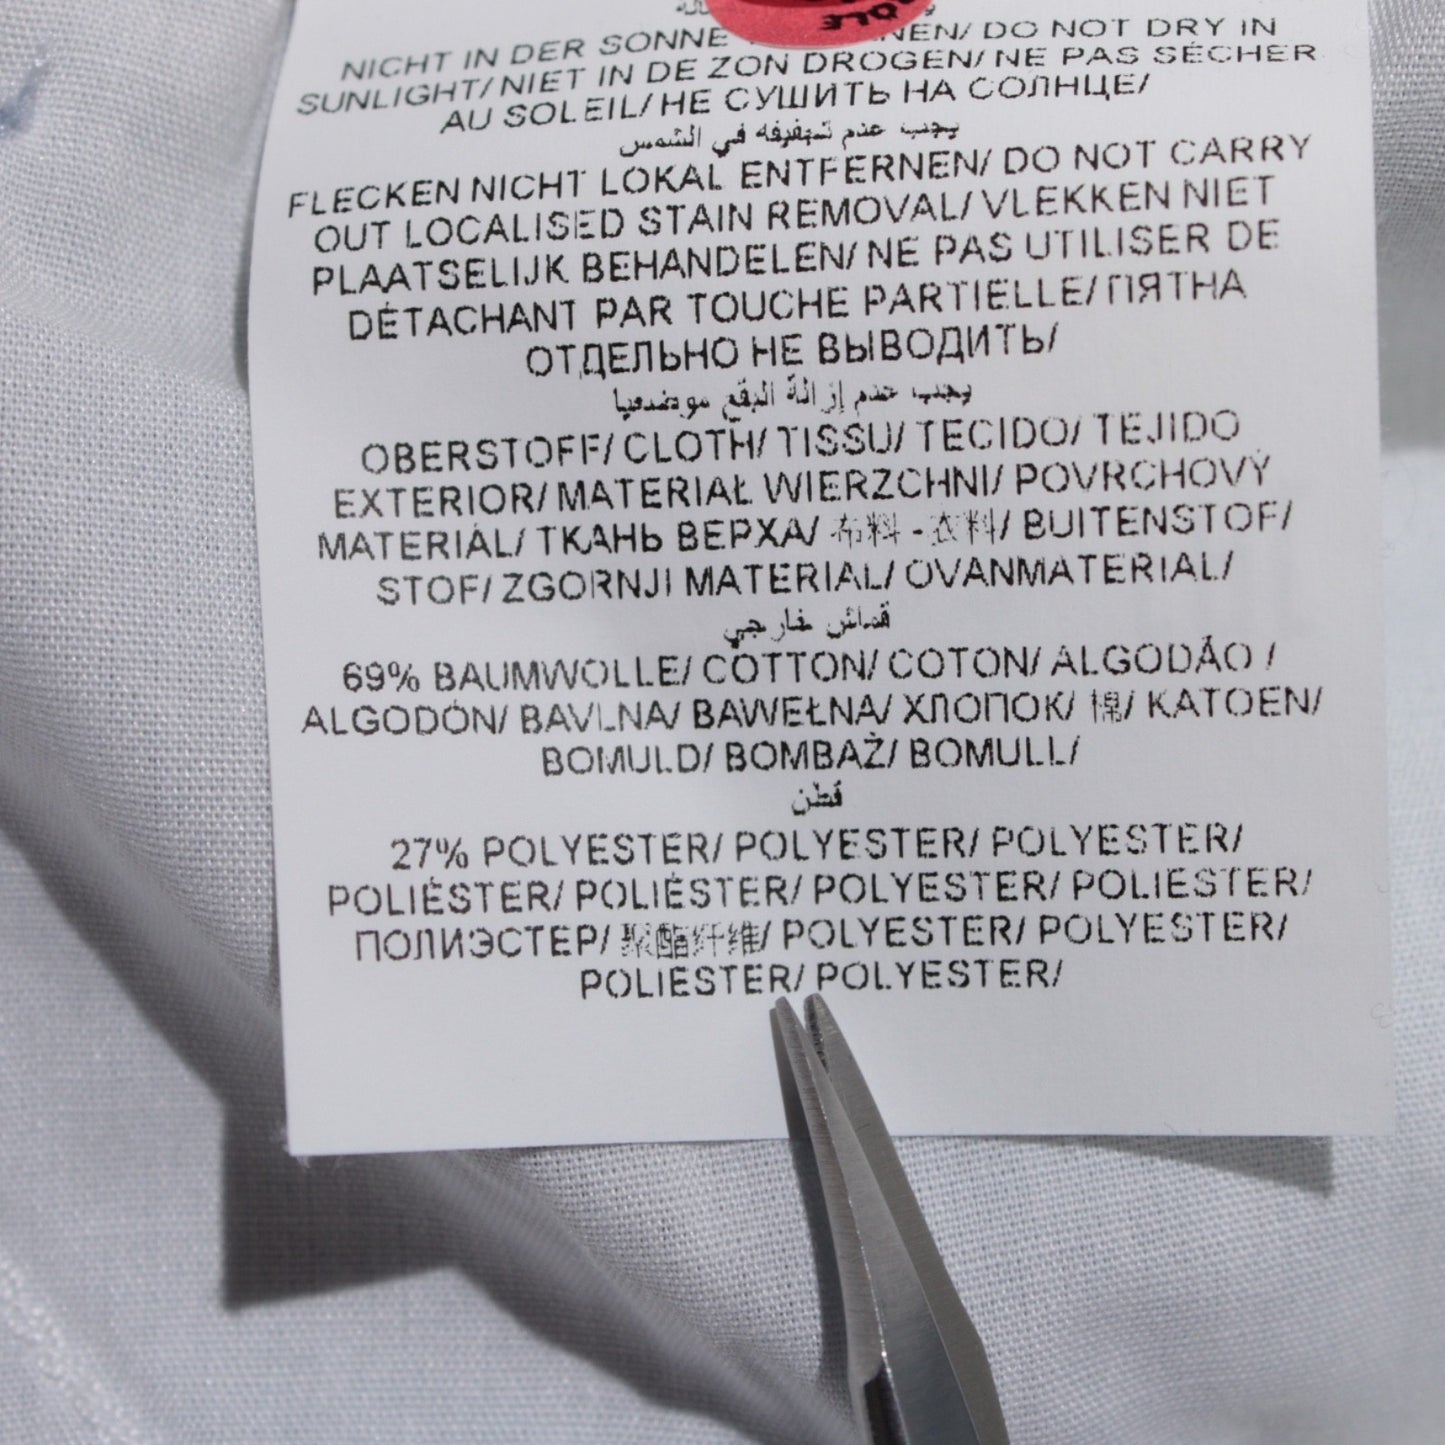 OLE
NICHT IN DER SONNE NEN/ DO NOT DRY IN
SUNLIGHT/ NIET IN DE ZON DROGEN/ NE PAS SÉCHER
AU SOLEIL/ НЕ СУШИТЬ НА СОЛНЦЕ/
يجب عدم تجفيفه في الشمس
FLECKEN NICHT LOKAL ENTFERNEN/ DO NOT CARRY
OUT LOCALISED STAIN REMOVAL/ VLEKKEN NIET
PLAATSELIJK BEHANDELEN/ NE PAS UTILISER DE
DÉTACHANT PAR TOUCHE PARTIELLE/ ПЯТНА
ОТДЕЛЬНО НЕ ВЫВОДИТЬ/
يجب عدم إزالة البقع موضعيا
OBERSTOFF/ CLOTH/ TISSU/ TECIDO/ TEJIDO
EXTERIOR/ MATERIAŁ WIERZCHNI/ POVRCHOVÝ
MATERIÁL/ ТКАНЬ ВЕРХА/ 布料 - 衣料/ BUITENSTOF/
STOF/ ZGORNJI MATERIAL/ OVANMATERIAL/
قماش خارجي
69% BAUMWOLLE/ COTTON/ COTON/ ALGODÃO /
ALGODÓN/ BAVLNA/ BAWEŁNA/ ХЛОПОК/ 棉/ KATOEN/
BOMULD/ BOMBAŽ/ BOMULL/
قطن
27% POLYESTER/ POLYESTER/ POLYESTER/
POLIÉSTER/ POLIÉSTER/ POLYESTER/ POLIESTER/
ПОЛИЭСТЕР/ 聚酯纤维/ POLYESTER/ POLYESTER/
POLIESTER/ POLYESTER/